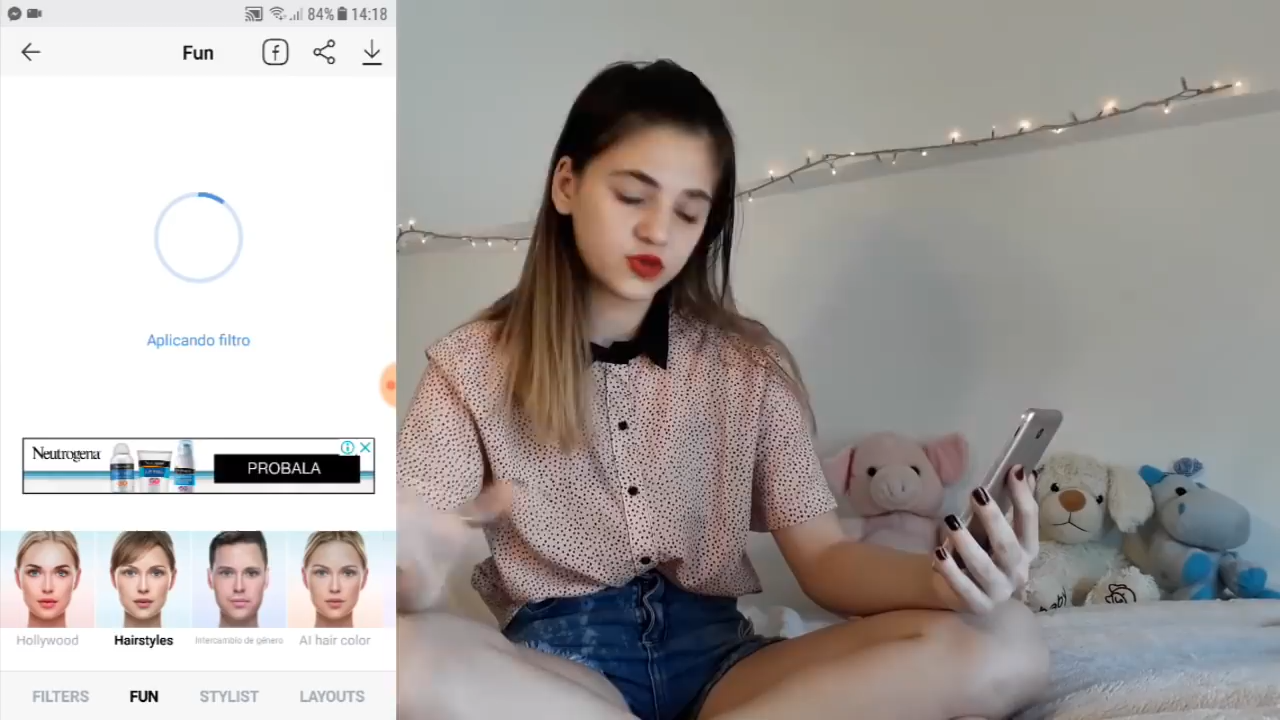 84% 14:18
Fun
Aplicando filtro
Neutrogena
PROBALA
Hollywood
Hairstyles
Intercambio de género
AI hair color
FILTERS
FUN
STYLIST
LAYOUTS